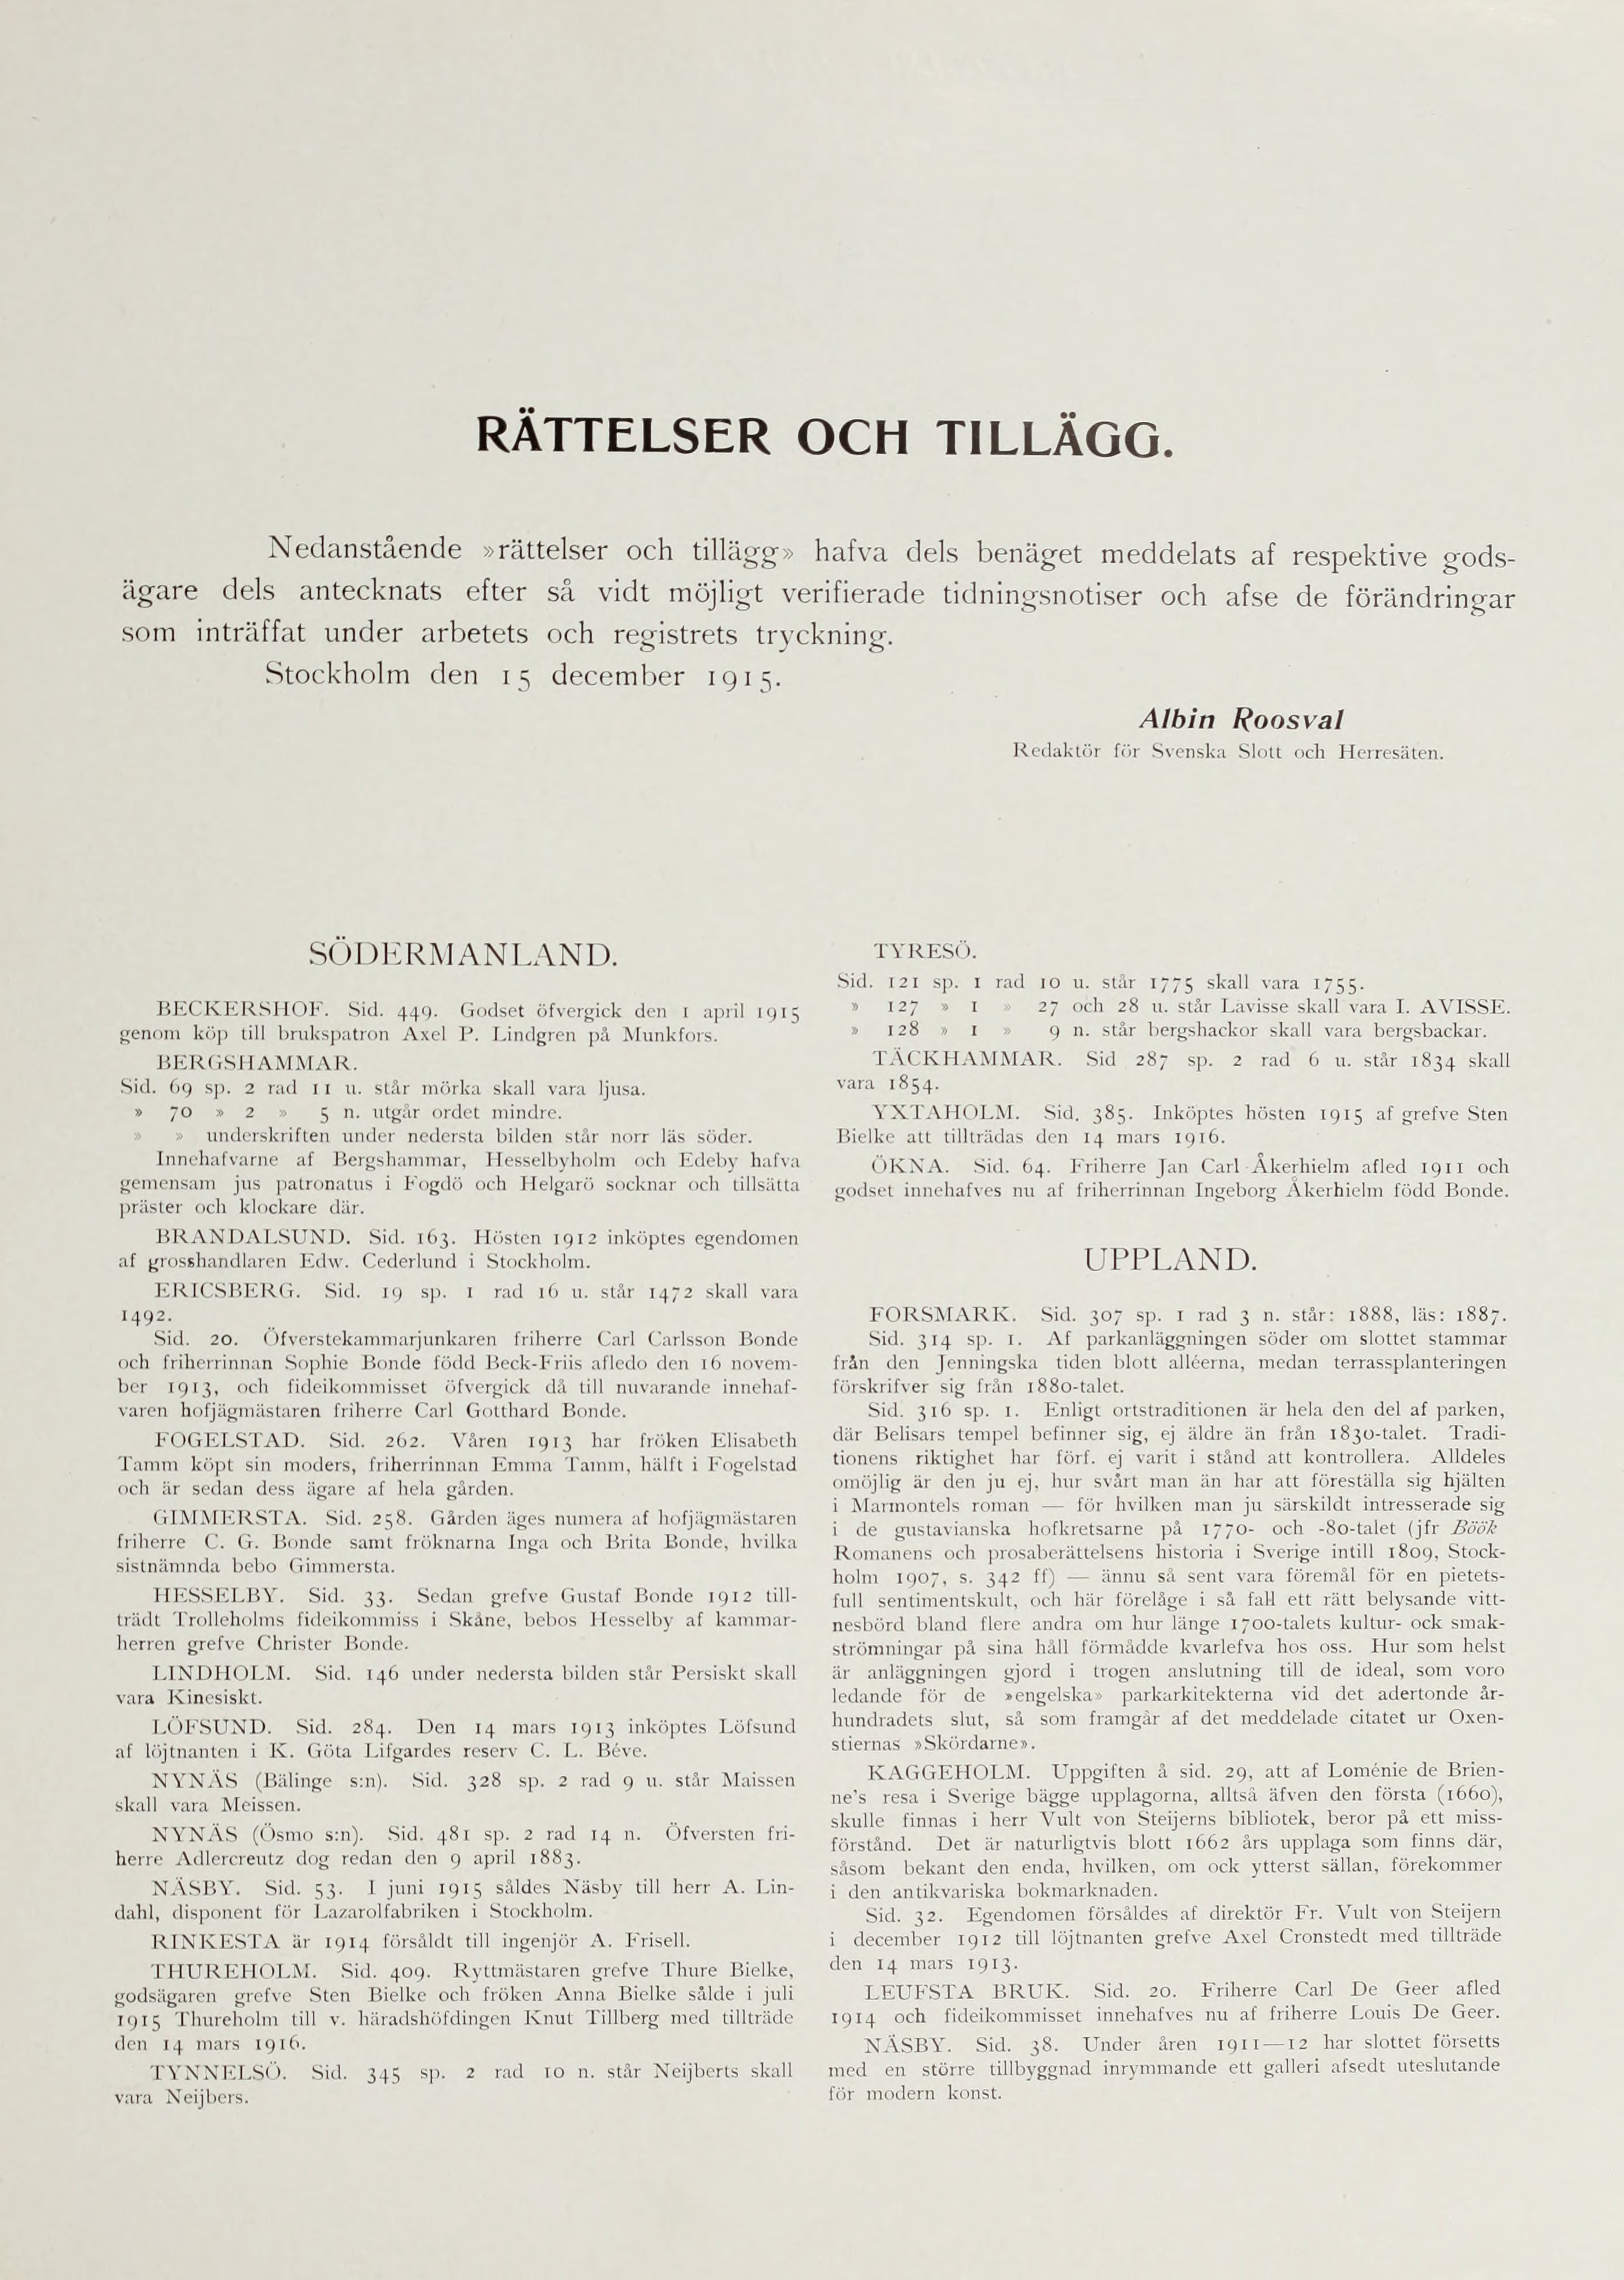 RÄTTELSER OCH TILLÄGG.
Nedanstående »rättelser och tillägg» hafva dels benäget meddelats af respektive gods-
ägare dels antecknats efter så vidt möjligt verifierade tidningsnotiser och afse de förändringar
som inträffat under arbetets och registrets tryckning.
Stockholm den 15 december 1915.
Albin Roosval
Redaktör för Svenska Slott och Herresäten.
SÖDERMANLAND.
BECKERSHOF. Sid. 449. Godset öfvergick den 1 april 1915
genom köp till brukspatron Axel P. Lindgren på Munkfors.
BERGSHAMMAR.
Sid. 69 sp. 2 rad 11 u. står mörka skall vara ljusa.
» 70 » 2 » 5 n. utgår ordet mindre.
» » underskriften under nedersta bilden står norr läs söder.
Innehafvarne af Bergshammar, Hesselbyholm och Edeby hafva
gemensam jus patronatus i Fogdö och Helgarö socknar och tillsätta
präster och klockare där.
BRANDALSUND. Sid. 163. Hösten 1912 inköptes egendomen
af grosshandlaren Edw. Cederlund i Stockholm.
ERICSBERG. Sid. 19 sp. 1 rad 16 u. står 1472 skall vara
1492.
Sid. 20. Öfverstekammarjunkaren friherre Carl Carlsson Bonde
och friherrinnan Sophie Bonde född Beck-Friis afledo den 16 novem-
ber 1913, och fideikommisset öfvergick då till nuvarande innehaf-
varen hofjägmästaren friherre Carl Gotthard Bonde.
FOGELSTAD. Sid. 262. Våren 1913 har fröken Elisabeth
Tamm köpt sin moders, friherrinnan Emma Tamm, hälft i Fogelstad
och är sedan dess ägare af hela gården.
GIMMERSTA. Sid. 258. Gården äges numera af hofjägmästaren
friherre C. G. Bonde samt fröknarna Inga och Brita Bonde, hvilka
sistnämnda bebo Gimmersta.
HESSELBY. Sid. 33. Sedan grefve Gustaf Bonde 1912 till-
trädt Trolleholms fideikommiss i Skåne, bebos Hesselby af kammar-
herren grefve Christer Bonde.
LINDHOLM. Sid. 146 under nedersta bilden står Persiskt skall
vara Kinesiskt.
LÖFSUND. Sid. 284. Den 14 mars 1913 inköptes Löfsund
af löjtnanten i K. Göta Lifgardes reserv C. L. Béve.
NYNÄS (Bälinge s:n). Sid. 328 sp. 2 rad 9 u. står Maissen
skall vara Meissen.
NYNÄS (Ösmo s:n). Sid. 481 sp. 2 rad 14 n. Öfversten fri-
herre Adlercreutz dog redan den 9 april 1883.
NÄSBY. Sid. 53. I juni 1915 såldes Näsby till herr A. Lin-
dahl, disponent för Lazarolfabriken i Stockholm.
RINKESTA är 1914 försåldt till ingenjör A. Frisell.
THUREHOLM. Sid. 409. Ryttmästaren grefve Thure Bielke,
godsägaren grefve Sten Bielke och fröken Anna Bielke sålde i juli
1915 Thureholm till v. häradshöfdingen Knut Tillberg med tillträde
den 14 mars 1916.
TYNNELSÖ. Sid. 345 sp. 2 rad 10 n. står Neijberts skall
vara Neijbers.
TYRESÖ.
Sid. 121 sp. 1 rad 10 u. står 1775 skall vara 1755.
» 127 » 1 » 27 och 28 u. står Lavisse skall vara I. AVISSE.
» 128 » 1 » 9 n. står bergshackor skall vara bergsbackar.
TÄCKHAMMAR. Sid 287 sp. 2 rad 6 u. står 1834 skall
vara 1854.
YXTAHOLM. Sid. 385. Inköptes hösten 1915 af grefve Sten
Bielke att tillträdas den 14 mars 1916.
ÖKNA. Sid. 64. Friherre Jan Carl Åkerhielm afled 1911 och
godset innehafves nu af friherrinnan Ingeborg Åkerhielm född Bonde.
UPPLAND.
FORSMARK. Sid. 307 sp. 1 rad 3 n. står: 1888, läs: 1887.
Sid. 314 sp. 1. Af parkanläggningen söder om slottet stammar
från den Jenningska tiden blott alléerna, medan terrassplanteringen
förskrifver sig från 1880-talet.
Sid. 316 sp. 1. Enligt ortstraditionen är hela den del af parken,
där Belisars tempel befinner sig, ej äldre än från 1830-talet. Tradi-
tionens riktighet har förf. ej varit i stånd att kontrollera. Alldeles
omöjlig är den ju ej, hur svårt man än har att föreställa sig hjälten
i Marmontels roman — för hvilken man ju särskildt intresserade sig
i de gustavianska hofkretsarne på 1770- och -80-talet (jfr Böök
Romanens och prosaberättelsens historia i Sverige intill 1809, Stock-
holm 1907, s. 342 ff) — ännu så sent vara föremål för en pietets-
full sentimentskult, och här förelåge i så fall ett rätt belysande vitt-
nesbörd bland flere andra om hur länge 1700-talets kultur- ock smak-
strömningar på sina håll förmådde kvarlefva hos oss. Hur som helst
är anläggningen gjord i trogen anslutning till de ideal, som voro
ledande för de »engelska» parkarkitekterna vid det adertonde år-
hundradets slut, så som framgår af det meddelade citatet ur Oxen-
stiernas »Skördarne».
KAGGEHOLM. Uppgiften å sid. 29, att af Loménie de Brien-
ne's resa i Sverige bägge upplagorna, alltså äfven den första (1660),
skulle finnas i herr Vult von Steijerns bibliotek, beror på ett miss-
förstånd. Det är naturligtvis blott 1662 års upplaga som finns där,
såsom bekant den enda, hvilken, om ock ytterst sällan, förekommer
i den antikvariska bokmarknaden.
Sid. 32. Egendomen försåldes af direktör Fr. Vult von Steijern
i december 1912 till löjtnanten grefve Axel Cronstedt med tillträde
den 14 mars 1913.
LEUFSTA BRUK. Sid. 20. Friherre Carl De Geer afled
1914 och fideikommisset innehafves nu af friherre Louis De Geer.
NÄSBY. Sid. 38. Under åren 1911—12 har slottet försetts
med en större tillbyggnad inrymmande ett galleri afsedt uteslutande
för modern konst.